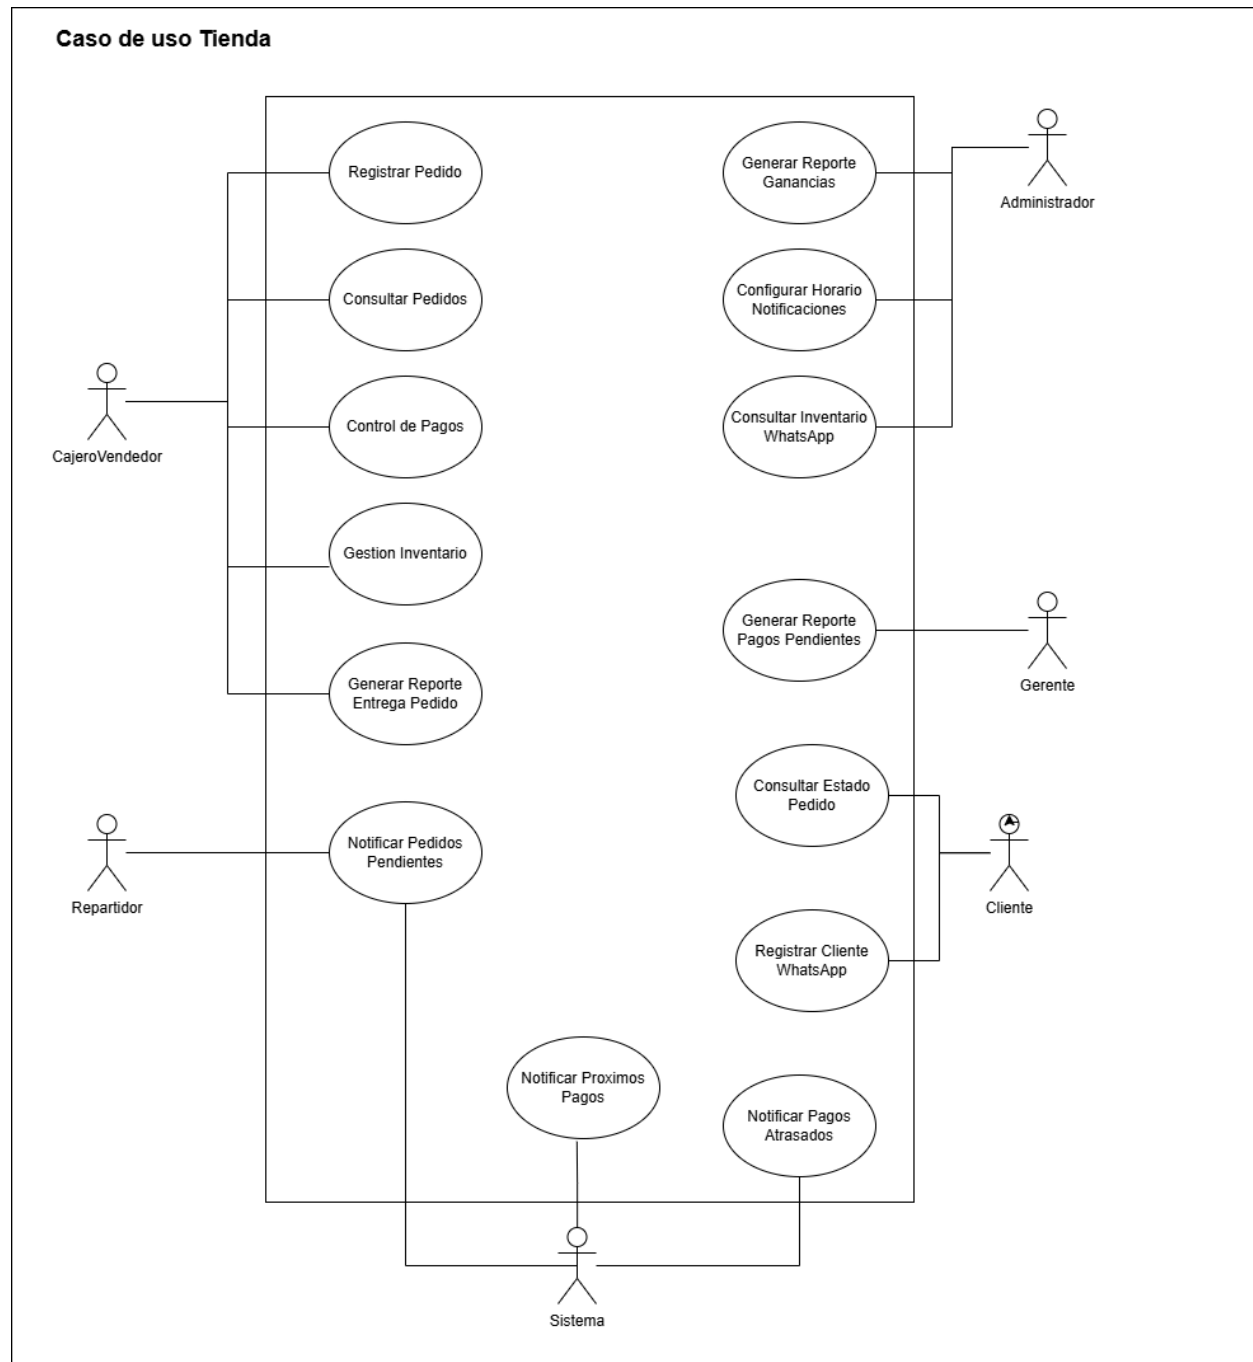 Caso de uso Tienda
Registrar Pedido
Generar Reporte
Ganancias
Administrador
Consultar Pedidos
Configurar Horario
Notificaciones
Control de Pagos
Consultar Inventario
WhatsApp
CajeroVendedor
Gestion Inventario
Generar Reporte
Pagos Pendientes
Gerente
Generar Reporte
Entrega Pedido
Consultar Estado
Pedido
Notificar Pedidos
Pendientes
Repartidor
Cliente
Registrar Cliente
WhatsApp
Notificar Proximos
Pagos
Notificar Pagos
Atrasados
Sistema